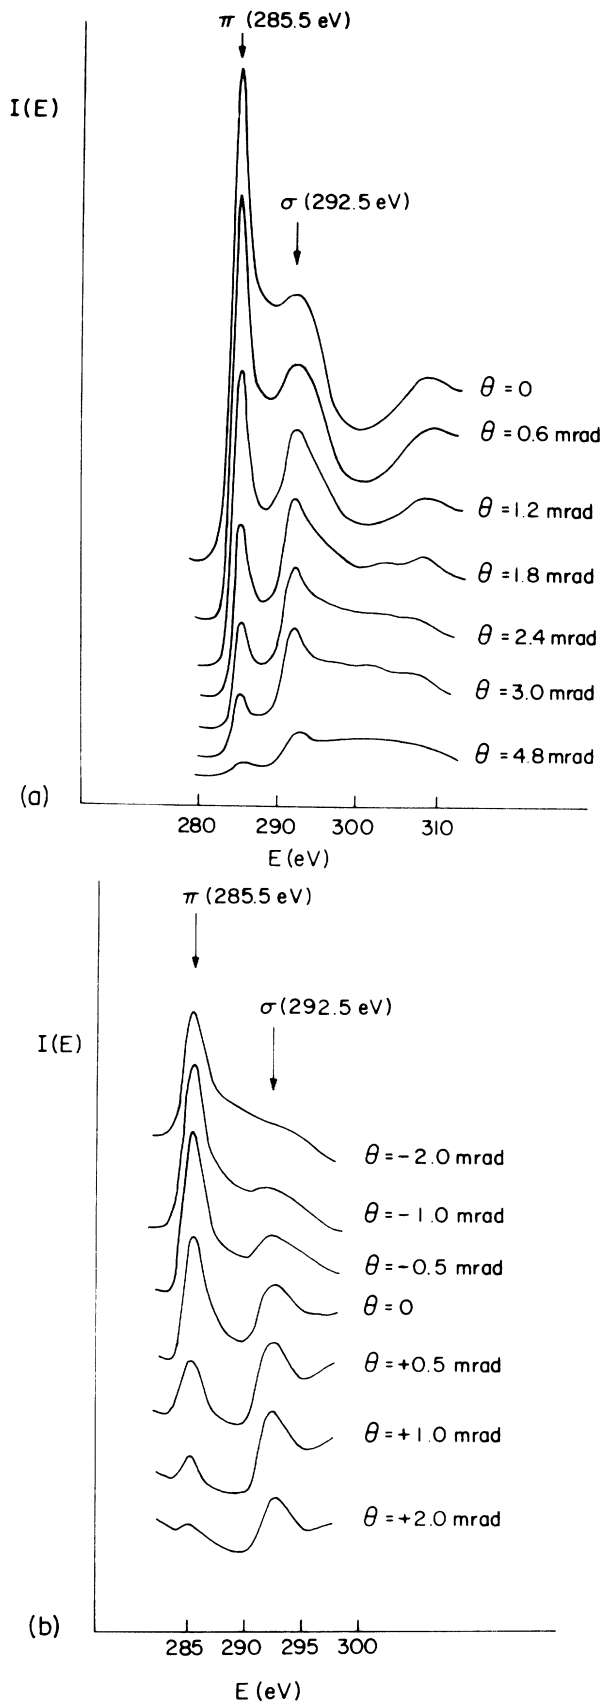 π (285.5 eV)
I(E)
σ (292.5 eV)
θ = 0
θ = 0.6 mrad
θ = 1.2 mrad
θ = 1.8 mrad
θ = 2.4 mrad
θ = 3.0 mrad
θ = 4.8 mrad
(a)
280 290 300 310
E (eV)
π (285.5 eV)
σ (292.5 eV)
I(E)
θ = -2.0 mrad
θ = -1.0 mrad
θ = -0.5 mrad
θ = 0
θ = +0.5 mrad
θ = +1.0 mrad
θ = +2.0 mrad
(b)
285 290 295 300
E (eV)